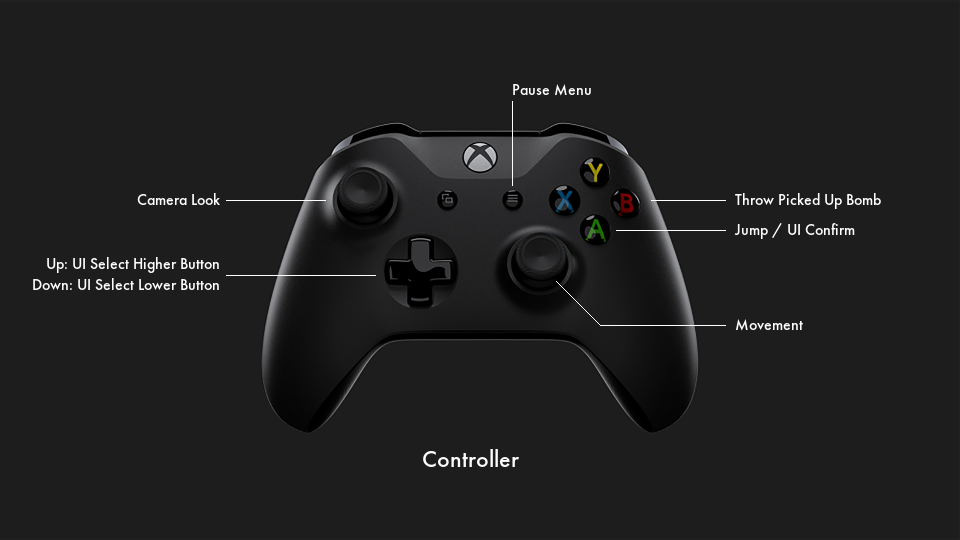 Pause Menu
Y
X
B
A
Camera Look
Throw Picked Up Bomb
Jump / UI Confirm
Up: UI Select Higher Button
Down: UI Select Lower Button
Movement
Controller